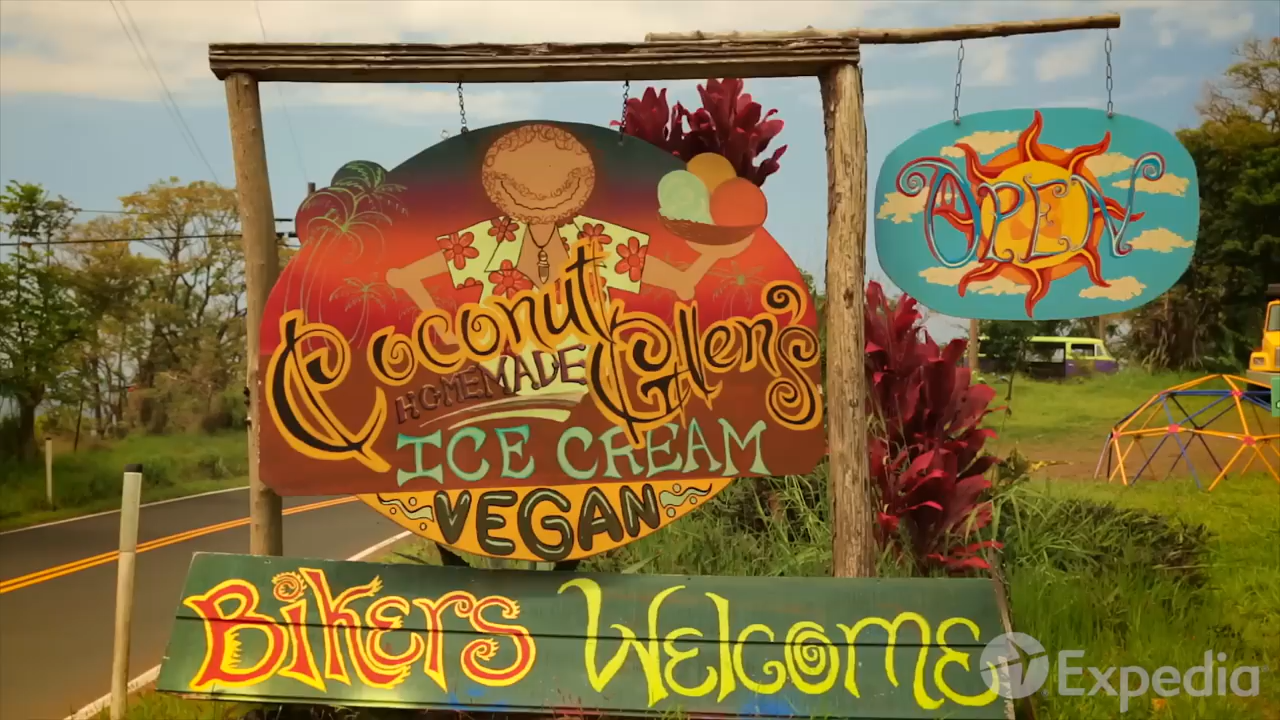 Coconut Glen's
HOMEMADE
ICE CREAM
VEGAN
OPEN
BikERS WElcomE
Expedia